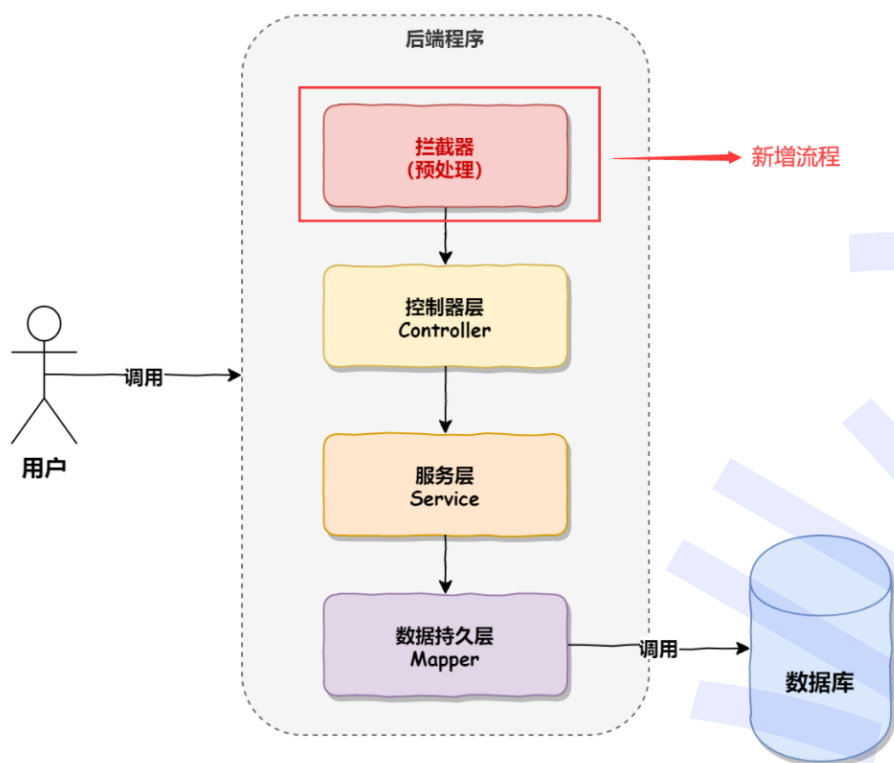 后端程序
拦截器
(预处理)
新增流程
控制器层
Controller
调用
用户
服务层
Service
数据持久层
Mapper
调用
数据库